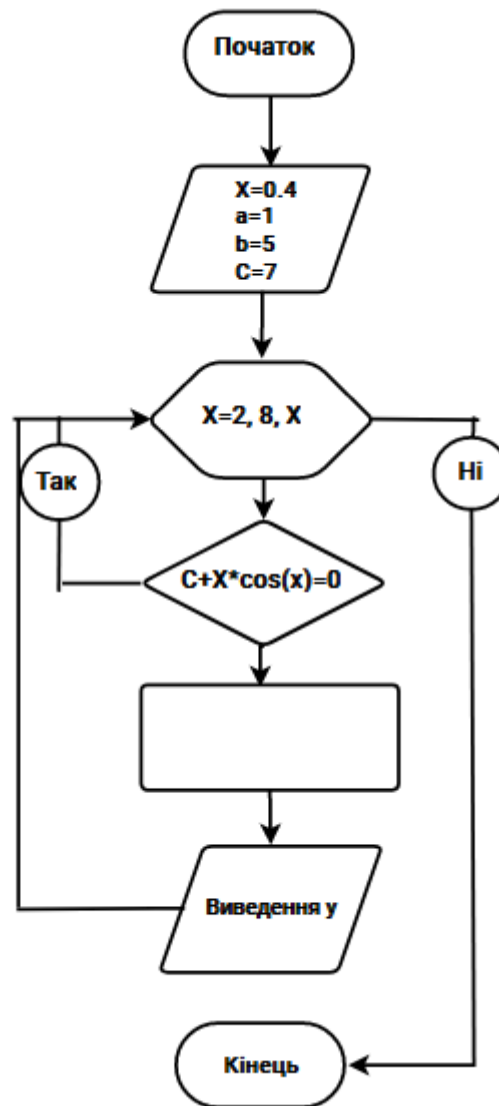 Початок
X=0.4
a=1
b=5
C=7
X=2, 8, X
Так
Ні
C+X*cos(x)=0
Виведення y
Кінець